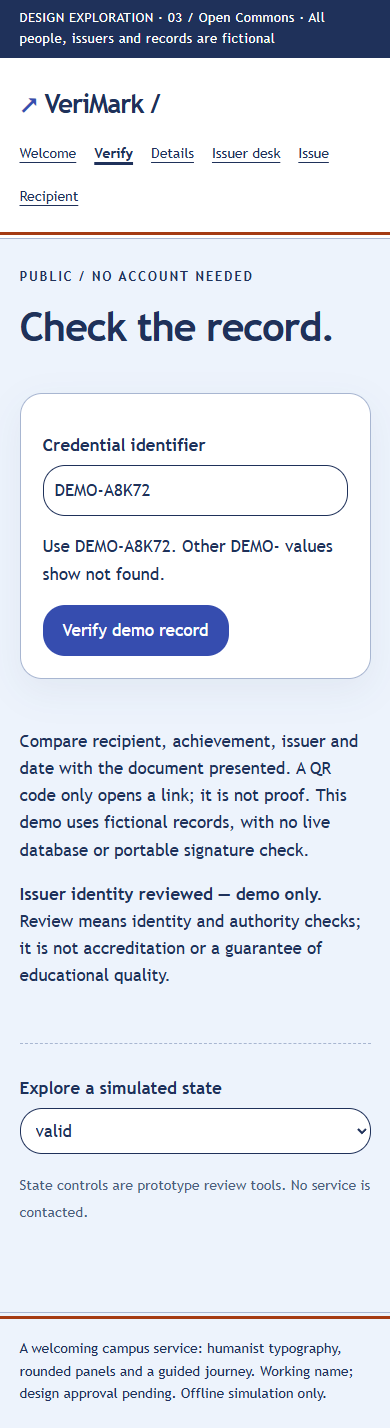 DESIGN EXPLORATION · 03 / Open Commons · All
people, issuers and records are fictional
↗ VeriMark /
Welcome Verify Details Issuer desk Issue
Recipient
PUBLIC / NO ACCOUNT NEEDED
Check the record.
Credential identifier
DEMO-A8K72
Use DEMO-A8K72. Other DEMO- values
show not found.
Verify demo record
Compare recipient, achievement, issuer and
date with the document presented. A QR
code only opens a link; it is not proof. This
demo uses fictional records, with no live
database or portable signature check.
Issuer identity reviewed — demo only.
Review means identity and authority checks;
it is not accreditation or a guarantee of
educational quality.
Explore a simulated state
valid
State controls are prototype review tools. No service is
contacted.
A welcoming campus service: humanist typography,
rounded panels and a guided journey. Working name;
design approval pending. Offline simulation only.